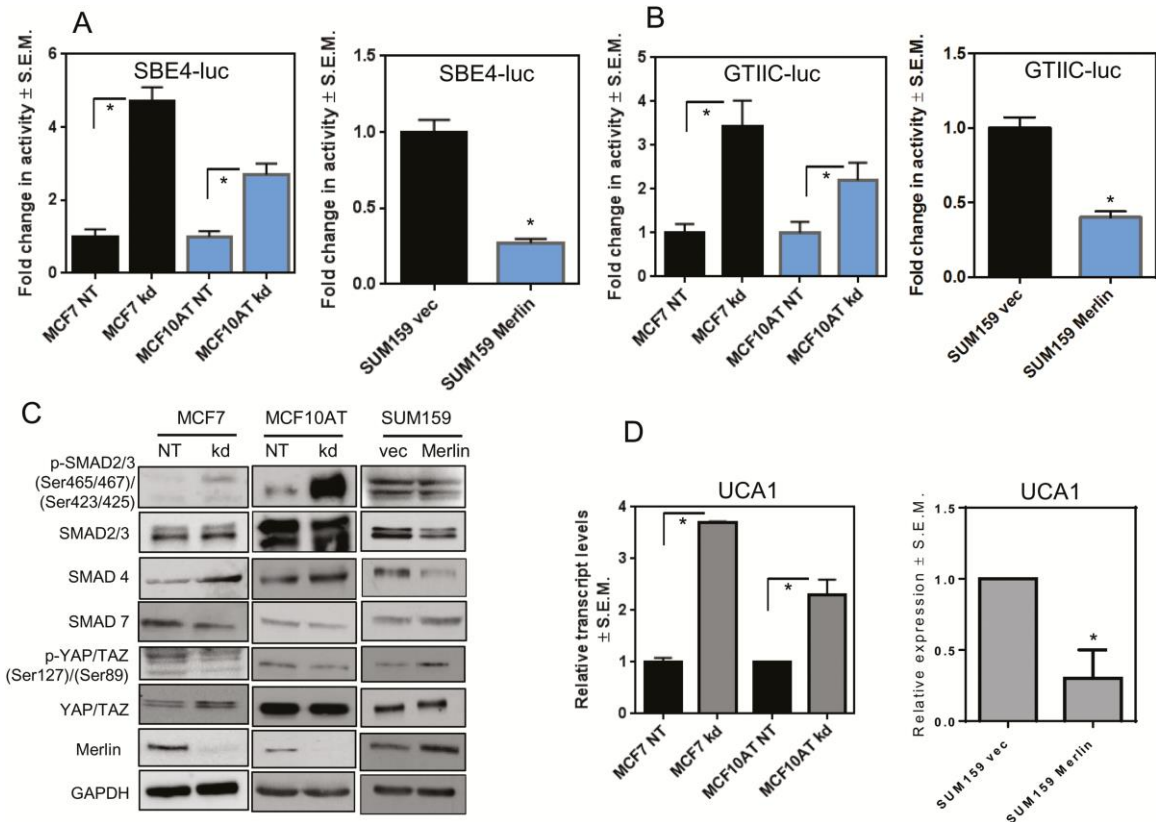 A
Fold change in activity ± S.E.M.
6
4
2
0
SBE4-luc
*
*
MCF7 NT
MCF7 kd
MCF10AT NT
MCF10AT kd
Fold change in activity ± S.E.M.
1.5
1.0
0.5
0.0
SBE4-luc
*
SUM159 vec
SUM159 Merlin
B
Fold change in activity ± S.E.M.
5
4
3
2
1
0
GTIIC-luc
*
*
MCF7 NT
MCF7 kd
MCF10AT NT
MCF10AT kd
Fold change in activity ± S.E.M.
1.5
1.0
0.5
0.0
GTIIC-luc
*
SUM159 vec
SUM159 Merlin
C
MCF7 MCF10AT SUM159
NT kd NT kd vec Merlin
p-SMAD2/3
(Ser465/467)/
(Ser423/425)
SMAD2/3
SMAD 4
SMAD 7
p-YAP/TAZ
(Ser127)/(Ser89)
YAP/TAZ
Merlin
GAPDH
D
UCA1
Relative transcript levels
± S.E.M.
4
3
2
1
0
*
*
MCF7 NT
MCF7 kd
MCF10AT NT
MCF10AT kd
UCA1
Relative expression ± S.E.M.
1.5
1.0
0.5
0.0
*
SUM159 vec
SUM159 Merlin